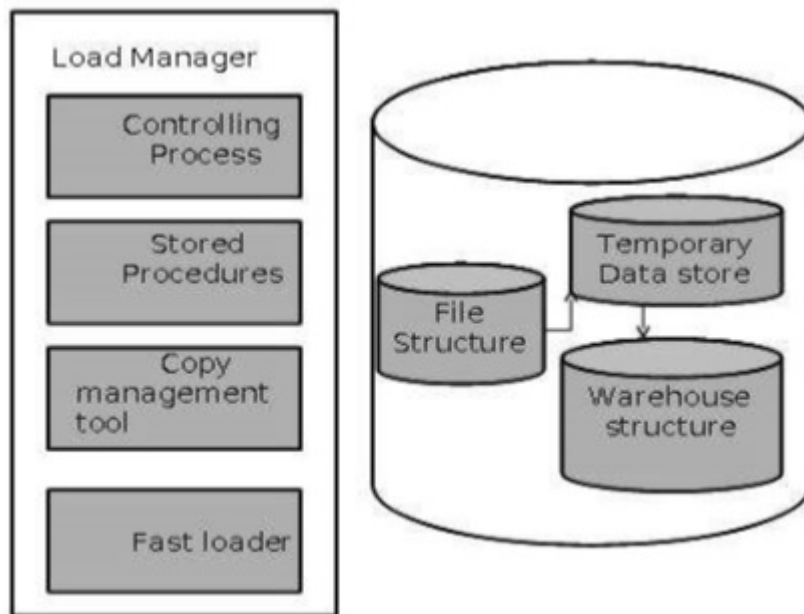 Load Manager
Controlling
Process
Stored
Procedures
Copy
management
tool
Fast loader
Temporary
Data store
File
Structure
Warehouse
structure